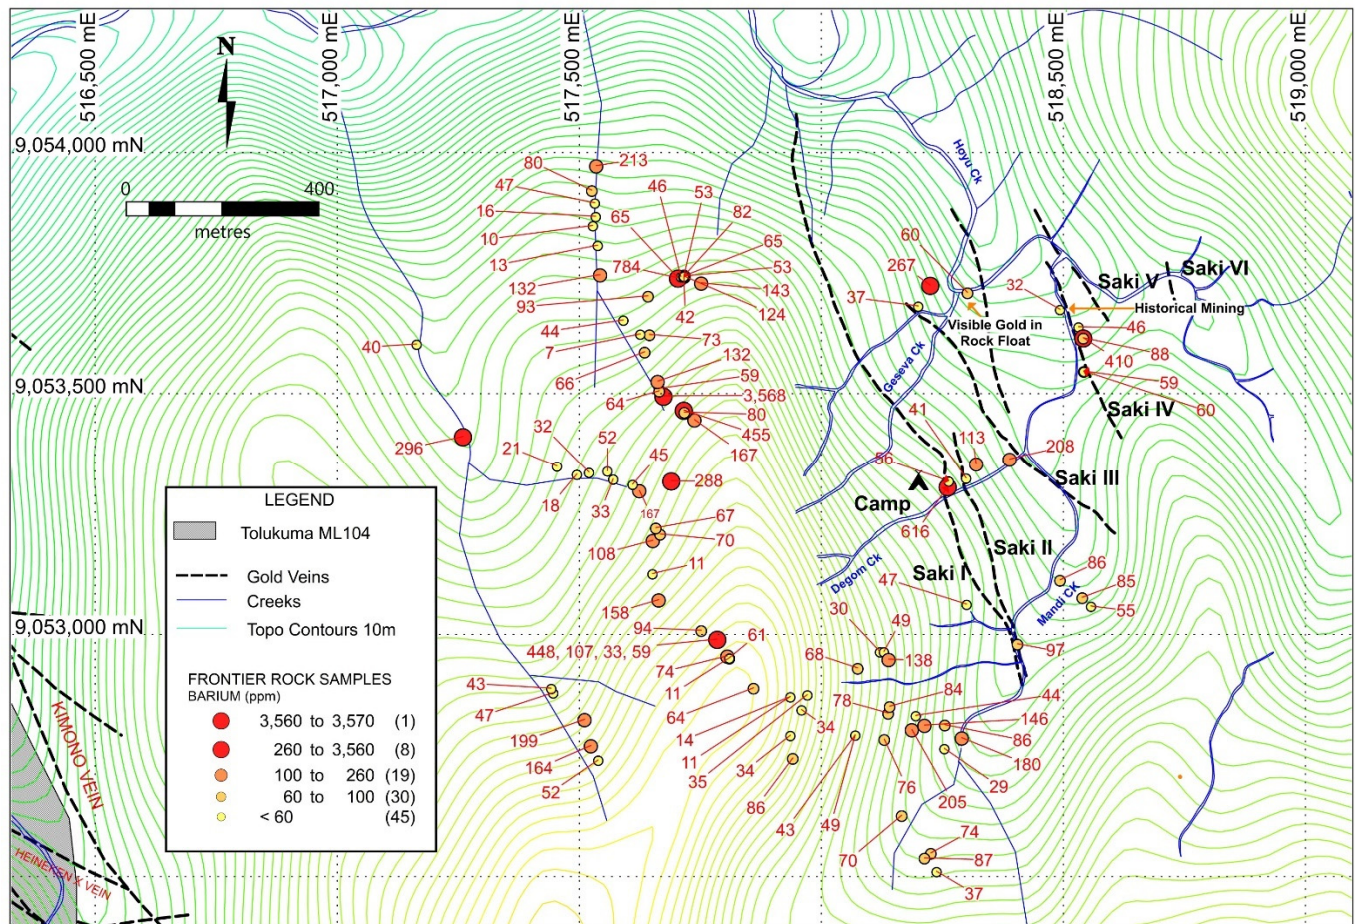 516,500 mE
517,000 mE
517,500 mE
518,500 mE
519,000 mE
N
9,054,000 mN
0 400
metres
Hoyu Ck
80
213
47
46
53
16
65
82
10
65
13
784
53
132
143
93
42
124
44
7
73
66
132
59
64
3,568
80
455
167
40
296
60
267
37
32
Saki V
Saki VI
Historical Mining
Visible Gold in
Rock Float
46
88
410
59
60
Saki IV
Geseva Ck
9,053,500 mN
41
113
208
56
Saki III
Camp
616
Saki II
Saki I
Degom Ck
Mandi CK
21
32
52
45
18
33
167
288
67
108
70
11
158
94
448, 107, 33, 59
61
74
11
64
14
11
35
34
34
86
43
47
199
164
52
47
30
49
68
138
86
85
55
97
84
78
44
146
86
180
29
205
76
49
43
70
74
87
37
9,053,000 mN
LEGEND
Tolukuma ML104
Gold Veins
Creeks
Topo Contours 10m
FRONTIER ROCK SAMPLES
BARIUM (ppm)
3,560 to 3,570 (1)
260 to 3,560 (8)
100 to 260 (19)
60 to 100 (30)
< 60 (45)
KIMONO VEIN
HEINEKEN X VEIN